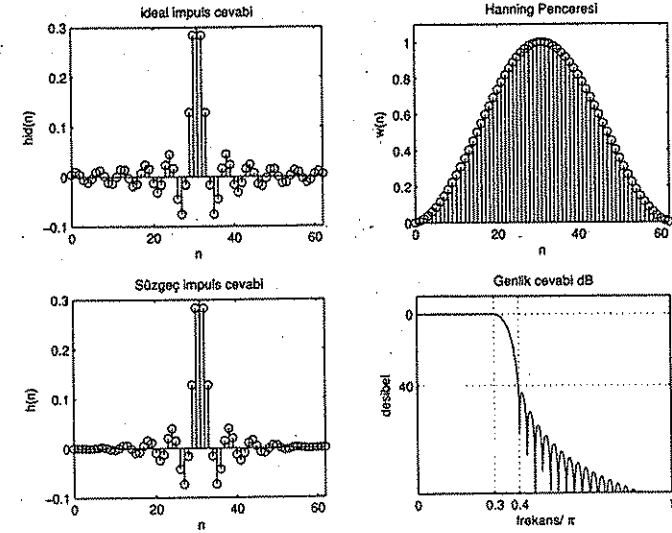 ideal impuls cevabi
0.3
0.2
0.1
0
-0.1
hid(n)
0
20
40
60
n
Hanning Penceresi
1
0.8
0.6
0.4
0.2
0
w(n)
0
20
40
60
n
Süzgeç impuls cevabi
0.3
0.2
0.1
0
-0.1
h(n)
0
20
40
60
n
Genlik cevabi dB
0
40
desibel
0
0.3
0.4
1
frekans/ π